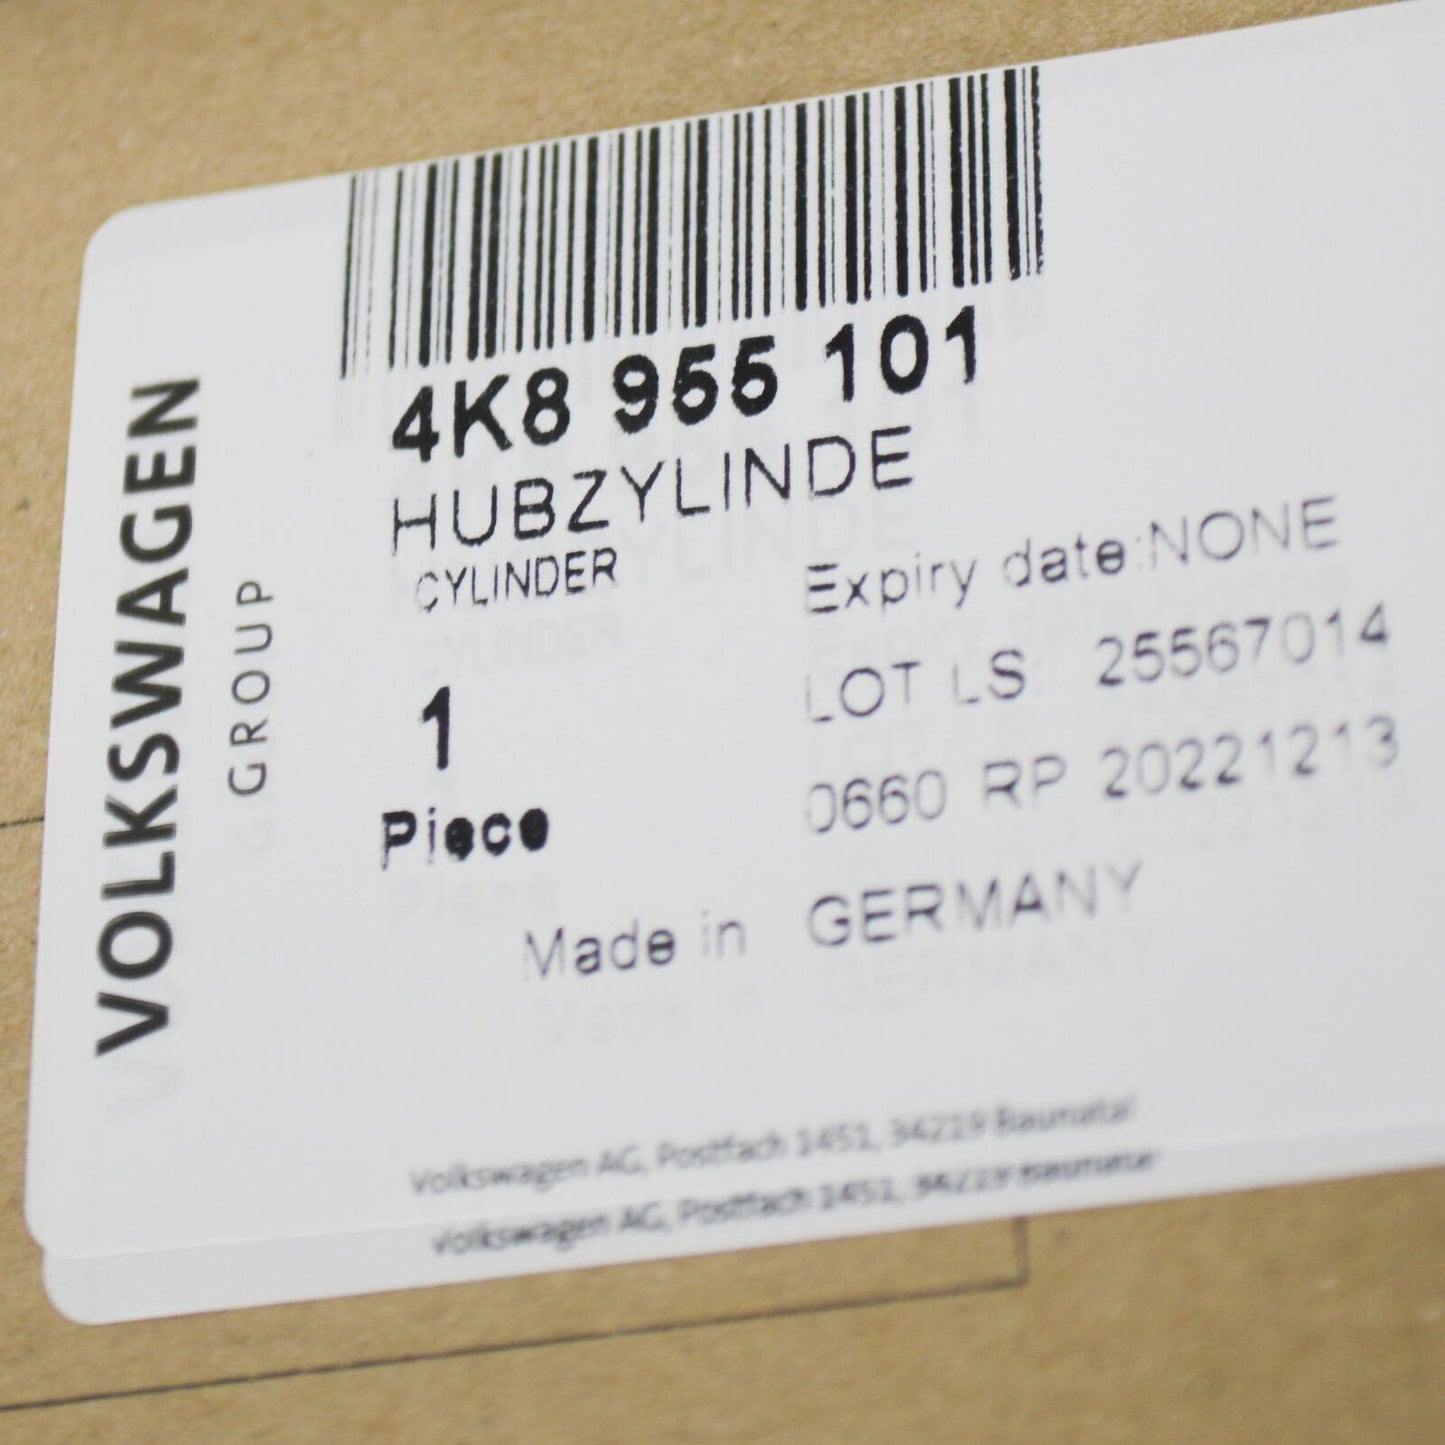 VOLKSWAGEN
GROUP
4K8 955 101
HUBZYLINDE
CYLINDER
1
Piece
Expiry date:NONE
LOT LS: 25567014
0660 RP 20221213
Made in GERMANY
Volkswagen AG, Postfach 1451, 34219 Baunatal
Volkswagen AG, Postfach 1451, 34219 Baunatal